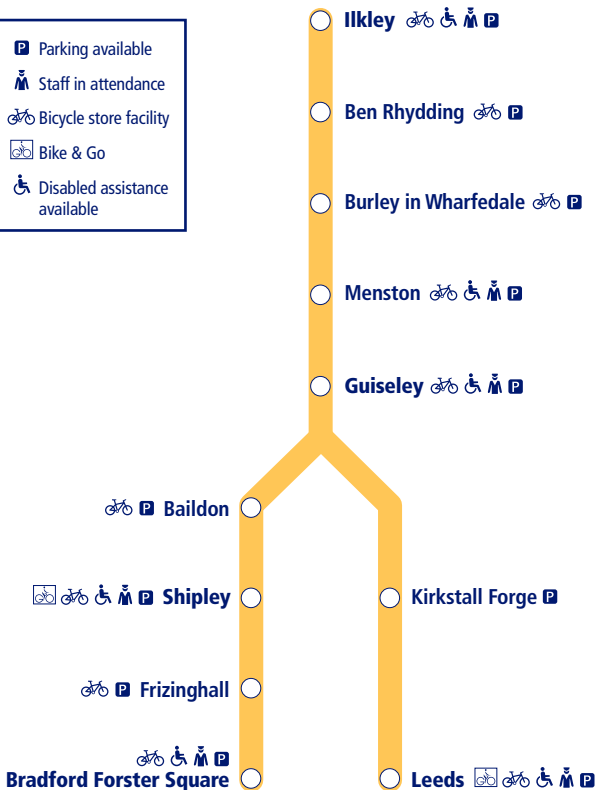 Ilkley P
P Parking available
Staff in attendance
Bicycle store facility
Bike & Go
Disabled assistance
available
Ben Rhydding P
Burley in Wharfedale P
Menston P
Guiseley P
P Baildon
P Shipley
Kirkstall Forge P
P Frizinghall
P
Bradford Forster Square
Leeds P